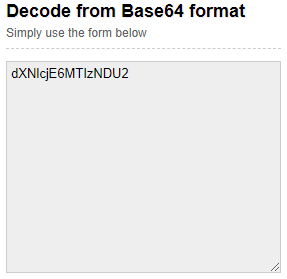 Decode from Base64 format
Simply use the form below
dXNlcjE6MTIzNDU2